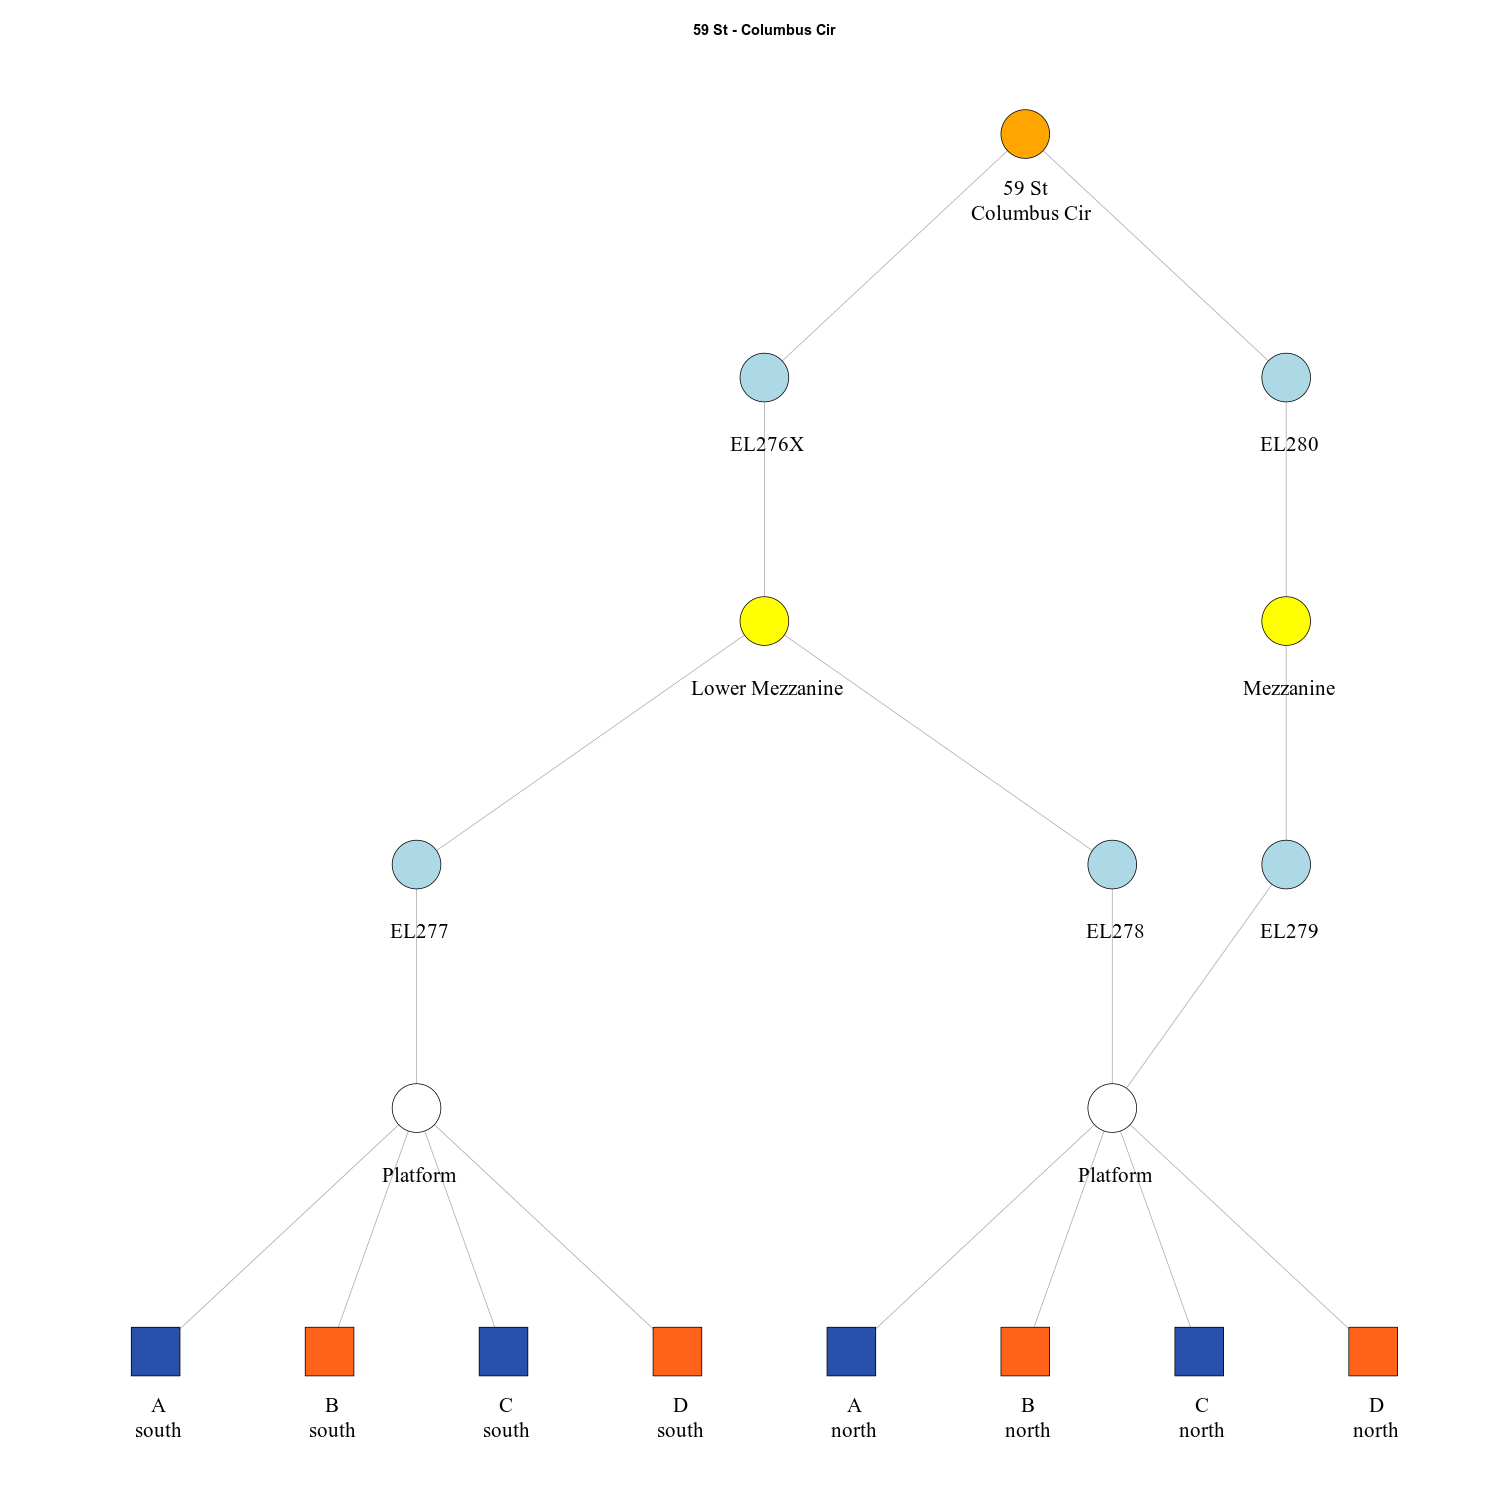 59 St - Columbus Cir
59 St
Columbus Cir
EL276X
EL280
Lower Mezzanine
Mezzanine
EL277
EL278
EL279
Platform
Platform
A
south
B
south
C
south
D
south
A
north
B
north
C
north
D
north